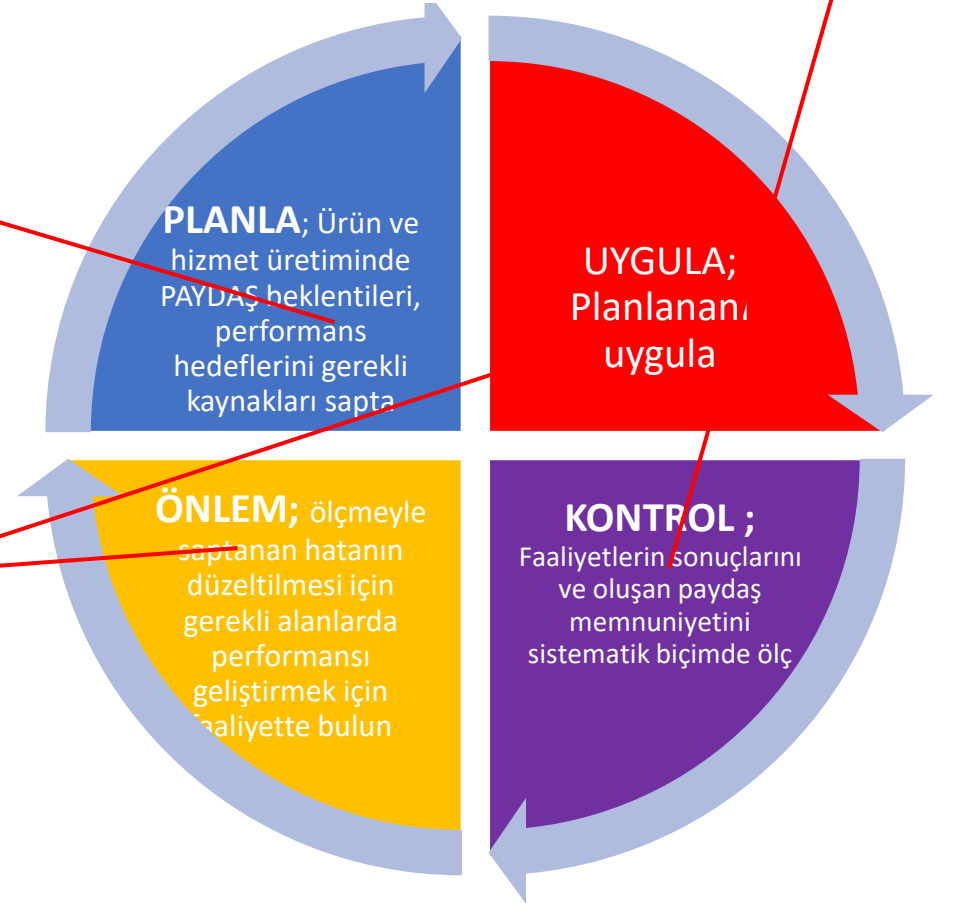 PLANLA; Ürün ve
hizmet üretiminde
PAYDAŞ beklentileri,
performans
hedeflerini gerekli
kaynakları sapta
UYGULA;
uygula
KONTROL ;
Faaliyetlerin sonuçlarını
ve oluşan paydaş
memnuniyetini
sistematik biçimde ölç
ÖNLEM; ölçmeyle
saptanan hatanın
düzeltilmesi için
gerekli alanlarda
performansı
geliştirmek için
faaliyette bulun